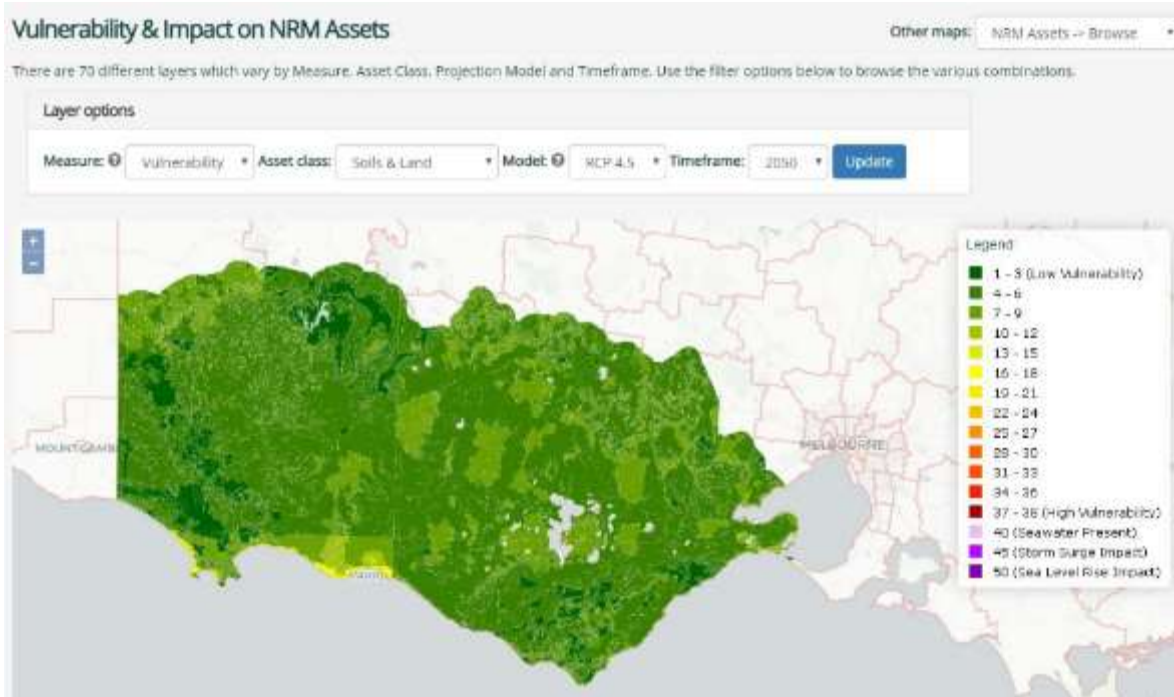 Vulnerability & Impact on NRM Assets
Other maps: NRM Assets -> Browse
There are 70 different layers which vary by Measure, Asset Class, Projection Model and Timeframe. Use the filter options below to browse the various combinations.
Layer options
Measure: Vulnerability Asset class: Soils & Land Model: RCP 4.5 Timeframe: 2050 Update
+
-
Legend
1 - 3 (Low Vulnerability)
4 - 6
7 - 9
10 - 12
13 - 15
16 - 18
19 - 21
22 - 24
25 - 27
28 - 30
31 - 33
34 - 36
37 - 38 (High Vulnerability)
40 (Seawater Present)
45 (Storm Surge Impact)
50 (Sea Level Rise Impact)
MELBOURNE